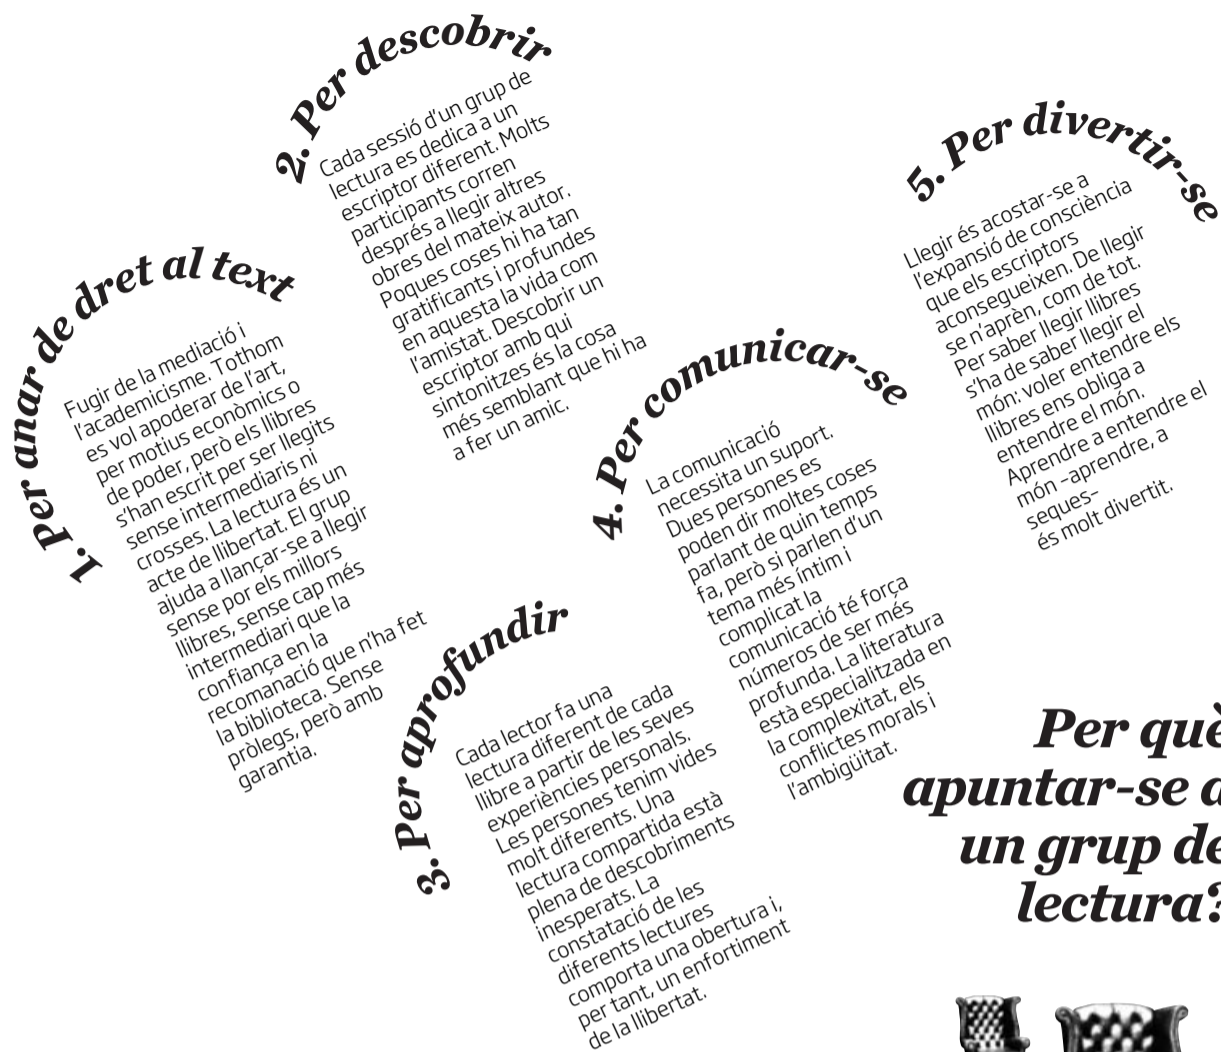 Per què
apuntar-se a
un grup de
lectura?
1. Per anar de dret al text
Fugir de la mediació i
l'academicisme. Tothom
es vol apoderar de l'art,
per motius econòmics o
de poder, però els llibres
s'han escrit per ser llegits
sense intermediaris ni
crosses. La lectura és un
acte de llibertat. El grup
ajuda a llançar-se a llegir
sense por els millors
llibres, sense cap més
intermediari que la
confiança en la
recomanació que n'ha fet
la biblioteca. Sense
pròlegs, però amb
garantia.
2. Per descobrir
Cada sessió d'un grup de
lectura es dedica a un
escriptor diferent. Molts
participants corren
després a llegir altres
obres del mateix autor.
Poques coses hi ha tan
gratificants i profundes
en aquesta la vida com
l'amistat. Descobrir un
escriptor amb qui
sintonitzes és la cosa
més semblant que hi ha
a fer un amic.
3. Per aprofundir
Cada lector fa una
lectura diferent de cada
llibre a partir de les seves
experiències personals.
Les persones tenim vides
molt diferents. Una
lectura compartida està
plena de descobriments
inesperats. La
constatació de les
diferents lectures
comporta una obertura i,
per tant, un enfortiment
de la llibertat.
4. Per comunicar-se
La comunicació
necessita un suport.
Dues persones es
poden dir moltes coses
parlant de quin temps
fa, però si parlen d'un
tema més íntim i
complicat la
comunicació té força
números de ser més
profunda. La literatura
està especialitzada en
la complexitat, els
conflictes morals i
l'ambigüitat.
5. Per divertir-se
Llegir és acostar-se a
l'expansió de consciència
que els escriptors
aconsegueixen. De llegir
se n'aprèn, com de tot.
Per saber llegir llibres
s'ha de saber llegir el
món: voler entendre els
llibres ens obliga a
entendre el món.
Aprendre a entendre el
món –aprendre, a
seques–
és molt divertit.